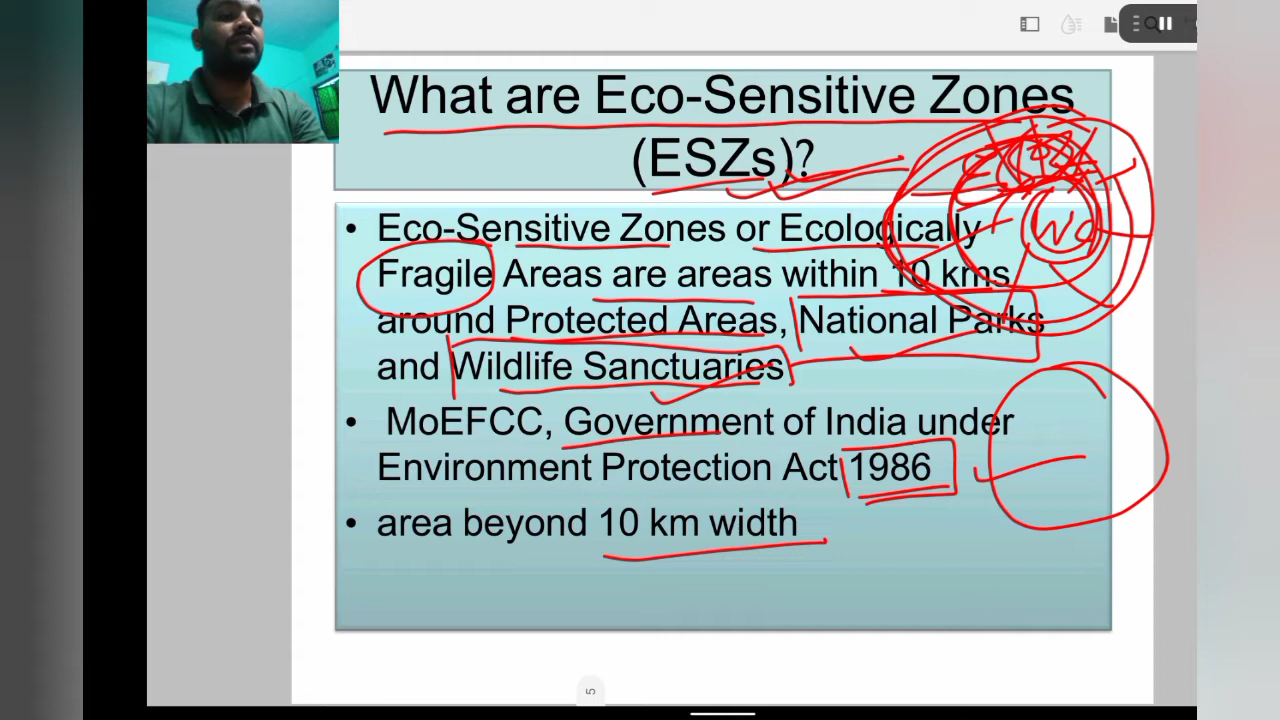 What are Eco-Sensitive Zones
(ESZs)?
• Eco-Sensitive Zones or Ecologically
Fragile Areas are areas within 10 kms
around Protected Areas, National Parks
and Wildlife Sanctuaries
• MoEFCC, Government of India under
Environment Protection Act 1986
• area beyond 10 km width
5